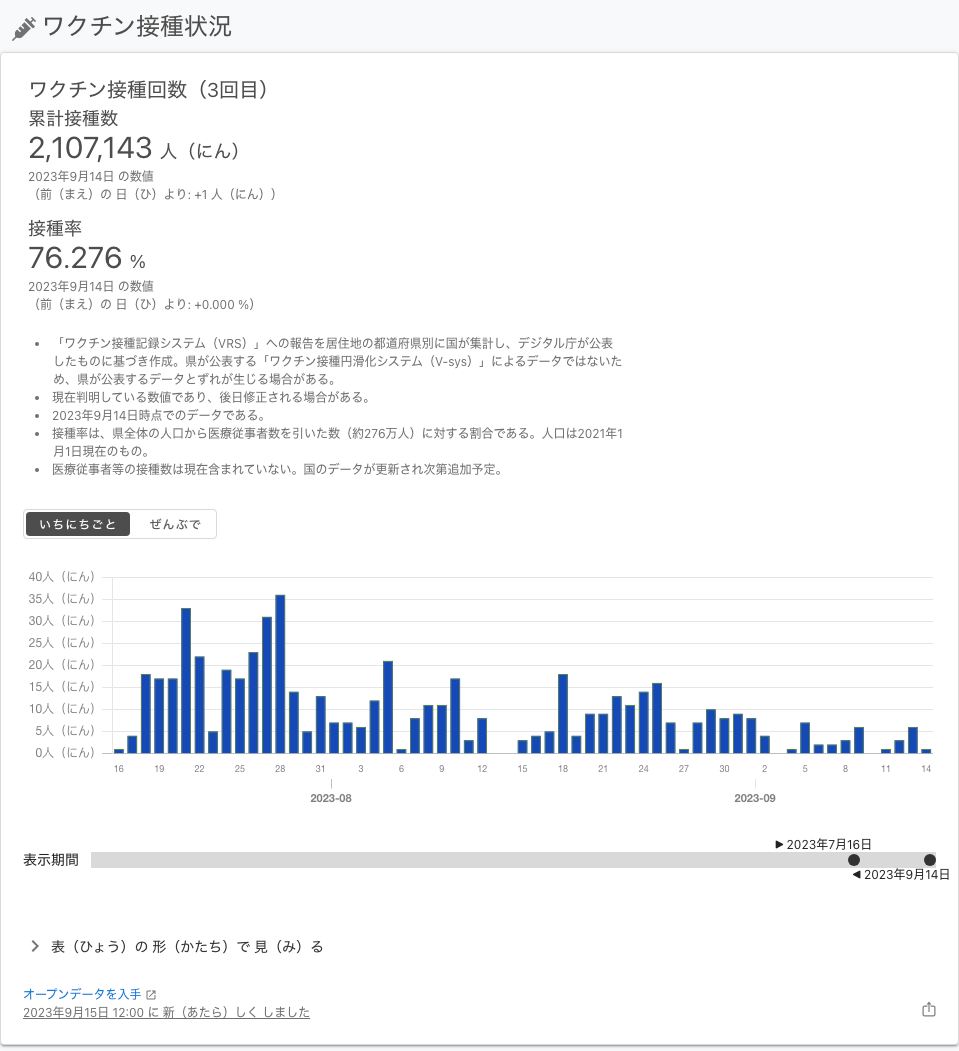 ワクチン接種状況
ワクチン接種回数（3回目）
累計接種数
2,107,143 人（にん）
2023年9月14日 の数値
（前（まえ）の 日（ひ）より: +1 人（にん））
接種率
76.276 %
2023年9月14日 の数値
（前（まえ）の 日（ひ）より: +0.000 %）
• 「ワクチン接種記録システム（VRS）」への報告を居住地の都道府県別に国が集計し、デジタル庁が公表
したものに基づき作成。県が公表する「ワクチン接種円滑化システム（V-sys）」によるデータではないた
め、県が公表するデータとずれが生じる場合がある。
• 現在判明している数値であり、後日修正される場合がある。
• 2023年9月14日時点でのデータである。
• 接種率は、県全体の人口から医療従事者数を引いた数（約276万人）に対する割合である。人口は2021年1
月1日現在のもの。
• 医療従事者等の接種数は現在含まれていない。国のデータが更新され次第追加予定。
いちにちごと ぜんぶで
40人（にん）
35人（にん）
30人（にん）
25人（にん）
20人（にん）
15人（にん）
10人（にん）
5人（にん）
0人（にん）
16 19 22 25 28 31 3 6 9 12 15 18 21 24 27 30 2 5 8 11 14
2023-08 2023-09
2023年7月16日
表示期間
2023年9月14日
表（ひょう）の 形（かたち）で 見（み）る
オープンデータを入手
2023年9月15日 12:00 に 新（あたら）しく しました